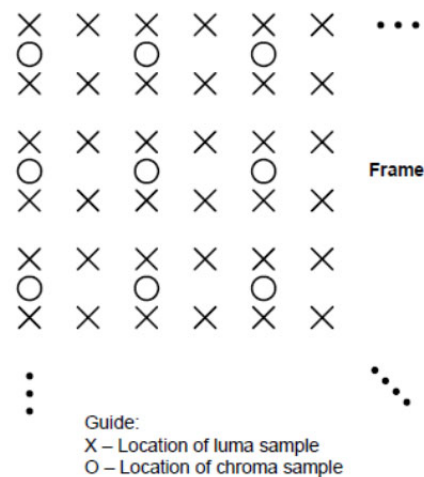 Frame
Guide:
X – Location of luma sample
O – Location of chroma sample